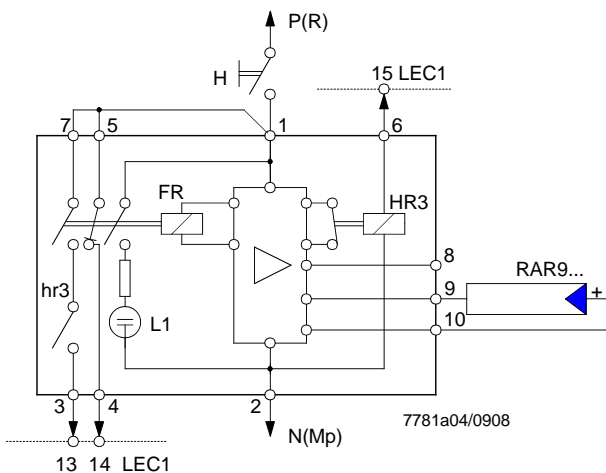 P(R)
H
15 LEC1
7 5 1 6
FR
HR3
8
RAR9...
9
+
10
hr3
L1
3 4 2
7781a04/0908
N(Mp)
13 14 LEC1